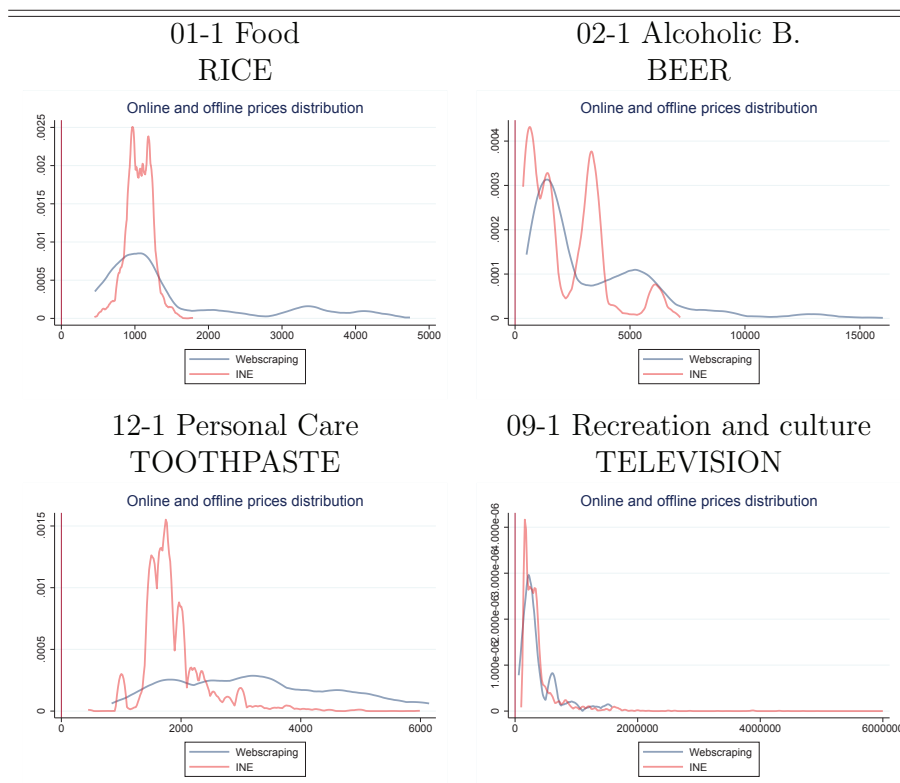 01-1 Food
RICE
Online and offline prices distribution
.0025
.002
.0015
.001
.0005
0
0 1000 2000 3000 4000 5000
Webscraping
INE
02-1 Alcoholic B.
BEER
Online and offline prices distribution
.0004
.0003
.0002
.0001
0
0 5000 10000 15000
Webscraping
INE
12-1 Personal Care
TOOTHPASTE
Online and offline prices distribution
.0015
.001
.0005
0
0 2000 4000 6000
Webscraping
INE
09-1 Recreation and culture
TELEVISION
Online and offline prices distribution
0
0 2000000 4000000
Webscraping
INE